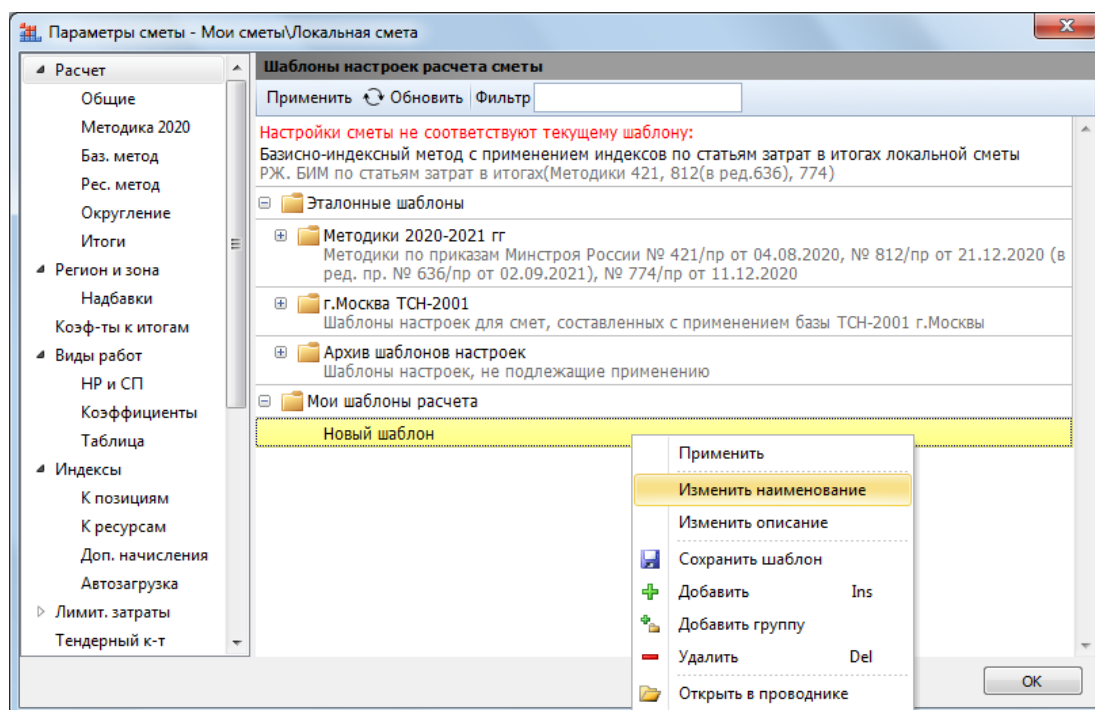 Параметры сметы - Мои сметы\Локальная смета
Расчет
Общие
Методика 2020
Баз. метод
Рес. метод
Округление
Итоги
Регион и зона
Надбавки
Коэф-ты к итогам
Виды работ
НР и СП
Коэффициенты
Таблица
Индексы
К позициям
К ресурсам
Доп. начисления
Автозагрузка
Лимит. затраты
Тендерный к-т
Шаблоны настроек расчета сметы
Применить Обновить Фильтр
Настройки сметы не соответствуют текущему шаблону:
Базисно-индексный метод с применением индексов по статьям затрат в итогах локальной сметы
РЖ. БИМ по статьям затрат в итогах(Методики 421, 812(в ред.636), 774)
Эталонные шаблоны
Методики 2020-2021 гг
Методики по приказам Минстроя России № 421/пр от 04.08.2020, № 812/пр от 21.12.2020 (в
ред. пр. № 636/пр от 02.09.2021), № 774/пр от 11.12.2020
г.Москва ТСН-2001
Шаблоны настроек для смет, составленных с применением базы ТСН-2001 г.Москвы
Архив шаблонов настроек
Шаблоны настроек, не подлежащие применению
Мои шаблоны расчета
Новый шаблон
Применить
Изменить наименование
Изменить описание
Сохранить шаблон
Добавить Ins
Добавить группу
Удалить Del
Открыть в проводнике
ОК